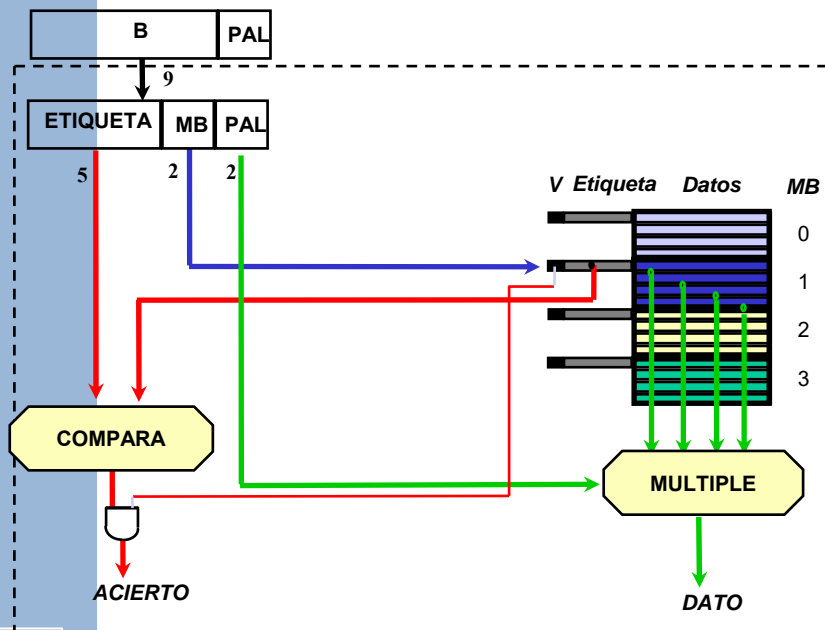 B PAL
9
ETIQUETA MB PAL
5 2 2
V Etiqueta Datos MB
0
1
2
3
COMPARA
MULTIPLE
ACIERTO
DATO